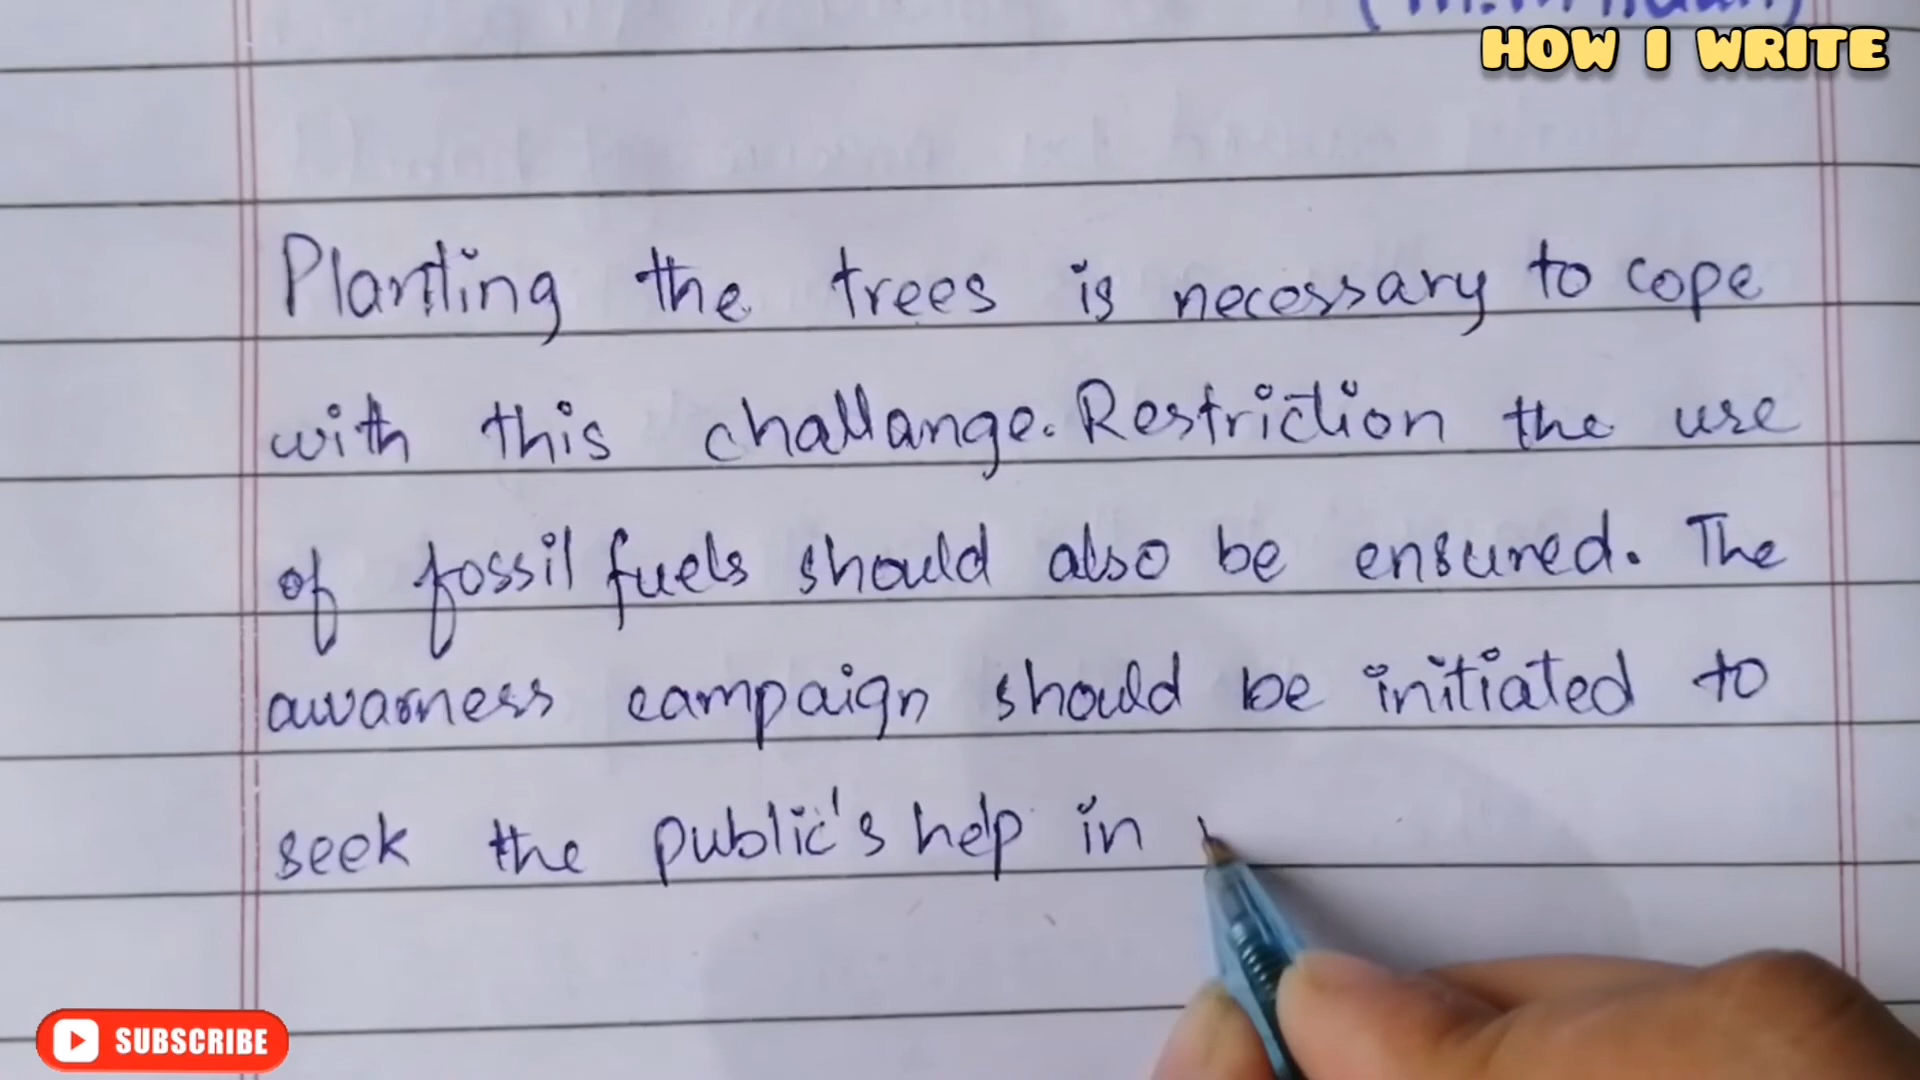 HOW I WRITE
Planting the trees is necessary to cope
with this challange. Restriction the use
of fossil fuels should also be ensured. The
awarness campaign should be initiated to
seek the public's help in
SUBSCRIBE